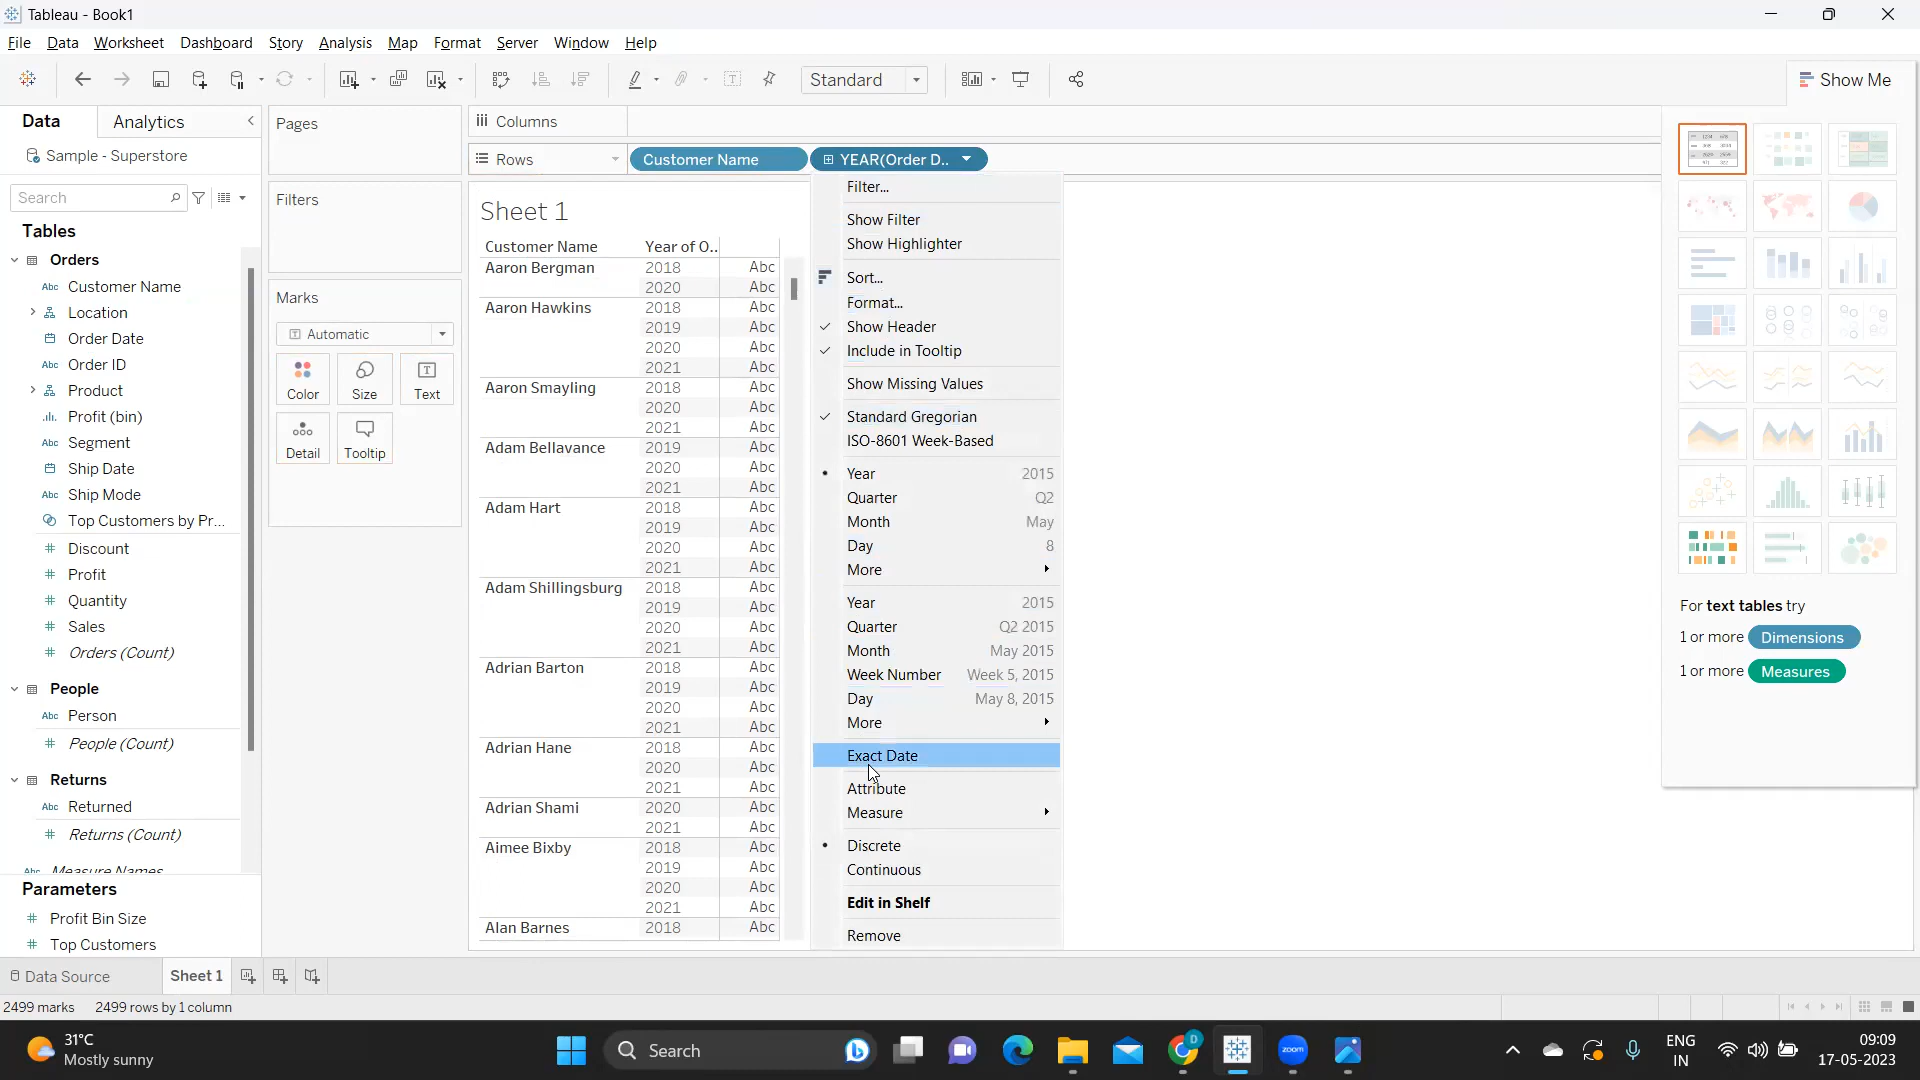 Tableau - Book1
File Data Worksheet Dashboard Story Analysis Map Format Server Window Help
Standard
Show Me
Data Analytics
Sample - Superstore
Search
Tables
Orders
Abc Customer Name
Location
Order Date
Abc Order ID
Product
Profit (bin)
Abc Segment
Ship Date
Abc Ship Mode
Top Customers by Pr...
# Discount
# Profit
# Quantity
# Sales
# Orders (Count)
People
Abc Person
# People (Count)
Returns
Abc Returned
# Returns (Count)
Abc Measure Names
Parameters
# Profit Bin Size
# Top Customers
Pages
Filters
Marks
Automatic
Color Size Text
Detail Tooltip
Columns
Rows Customer Name YEAR(Order D..
Sheet 1
Customer Name Year of O..
Aaron Bergman 2018 Abc
2020 Abc
Aaron Hawkins 2018 Abc
2019 Abc
2020 Abc
2021 Abc
Aaron Smayling 2018 Abc
2020 Abc
2021 Abc
Adam Bellavance 2019 Abc
2020 Abc
2021 Abc
Adam Hart 2018 Abc
2019 Abc
2020 Abc
2021 Abc
Adam Shillingsburg 2018 Abc
2019 Abc
2020 Abc
2021 Abc
Adrian Barton 2018 Abc
2019 Abc
2020 Abc
2021 Abc
Adrian Hane 2018 Abc
2020 Abc
2021 Abc
Adrian Shami 2020 Abc
2021 Abc
Aimee Bixby 2018 Abc
2019 Abc
2020 Abc
2021 Abc
Alan Barnes 2018 Abc
Filter...
Show Filter
Show Highlighter
Sort...
Format...
Show Header
Include in Tooltip
Show Missing Values
Standard Gregorian
ISO-8601 Week-Based
Year 2015
Quarter Q2
Month May
Day 8
More
Year 2015
Quarter Q2 2015
Month May 2015
Week Number Week 5, 2015
Day May 8, 2015
More
Exact Date
Attribute
Measure
Discrete
Continuous
Edit in Shelf
Remove
For text tables try
1 or more Dimensions
1 or more Measures
Data Source Sheet 1
2499 marks 2499 rows by 1 column
31°C
Mostly sunny
Search
zoom
ENG
IN
09:09
17-05-2023